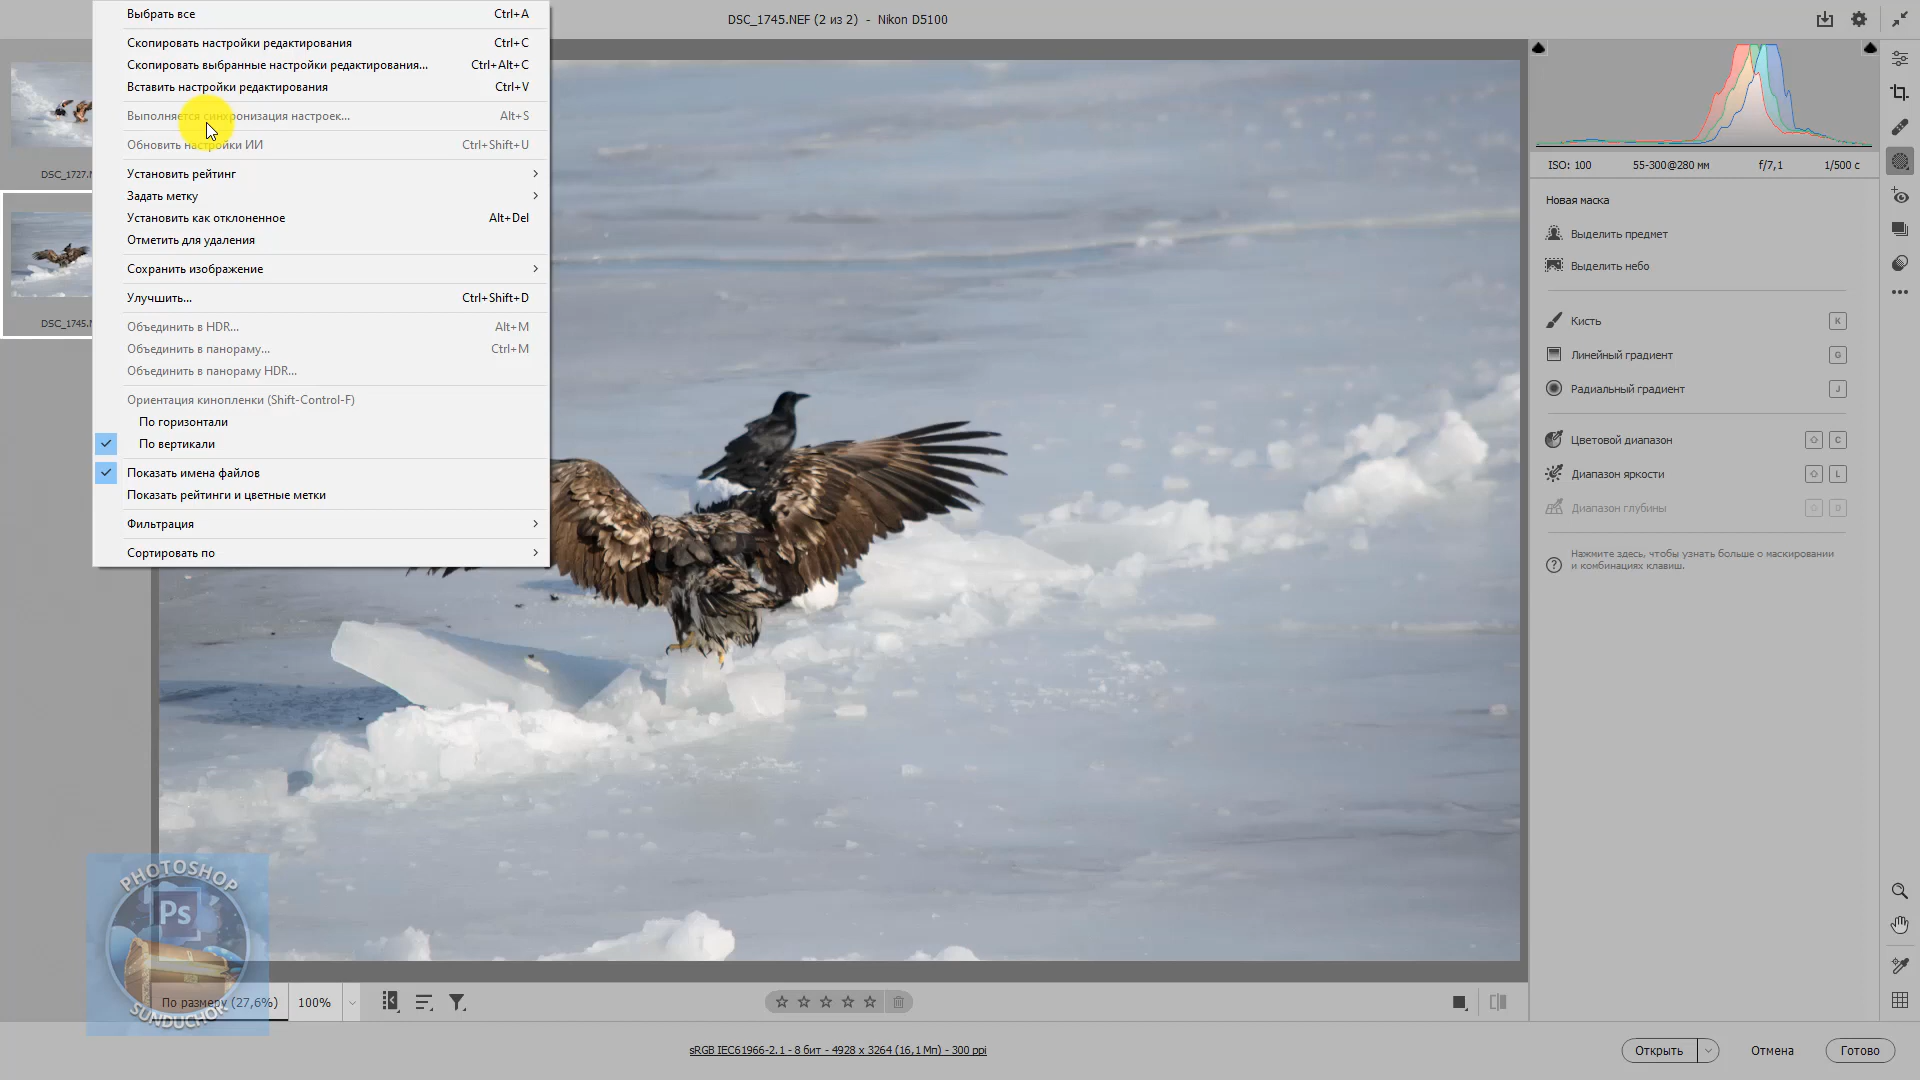 DSC_1745.NEF (2 из 2) - Nikon D5100
Выбрать все Ctrl+A
Скопировать настройки редактирования Ctrl+C
Скопировать выбранные настройки редактирования... Ctrl+Alt+C
Вставить настройки редактирования Ctrl+V
Выполняется синхронизация настроек... Alt+S
Обновить настройки ИИ Ctrl+Shift+U
Установить рейтинг
Задать метку
Установить как отклоненное Alt+Del
Отметить для удаления
Сохранить изображение
Улучшить... Ctrl+Shift+D
Объединить в HDR... Alt+M
Объединить в панораму... Ctrl+M
Объединить в панораму HDR...
Ориентация кинопленки (Shift-Control-F)
По горизонтали
По вертикали
Показать имена файлов
Показать рейтинги и цветные метки
Фильтрация
Сортировать по
DSC_1727.N
DSC_1745.N
ISO: 100 55-300@280 мм f/7,1 1/500 с
Новая маска
Выделить предмет
Выделить небо
Кисть K
Линейный градиент G
Радиальный градиент J
Цветовой диапазон C
Диапазон яркости L
Диапазон глубины D
Нажмите здесь, чтобы узнать больше о маскировании
и комбинациях клавиш.
PHOTOSHOP
Ps
SUNDUCHOK
По размеру (27,6%) 100%
sRGB IEC61966-2.1 - 8 бит - 4928 x 3264 (16,1 Мп) - 300 ppi
Открыть Отмена Готово